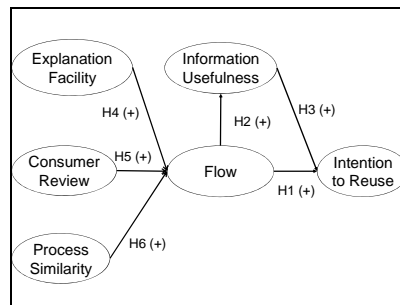 Explanation
Facility
Information
Usefulness
H4 (+)
H3 (+)
H2 (+)
Consumer
Review
H5 (+)
Flow
H1 (+)
Intention
to Reuse
H6 (+)
Process
Similarity